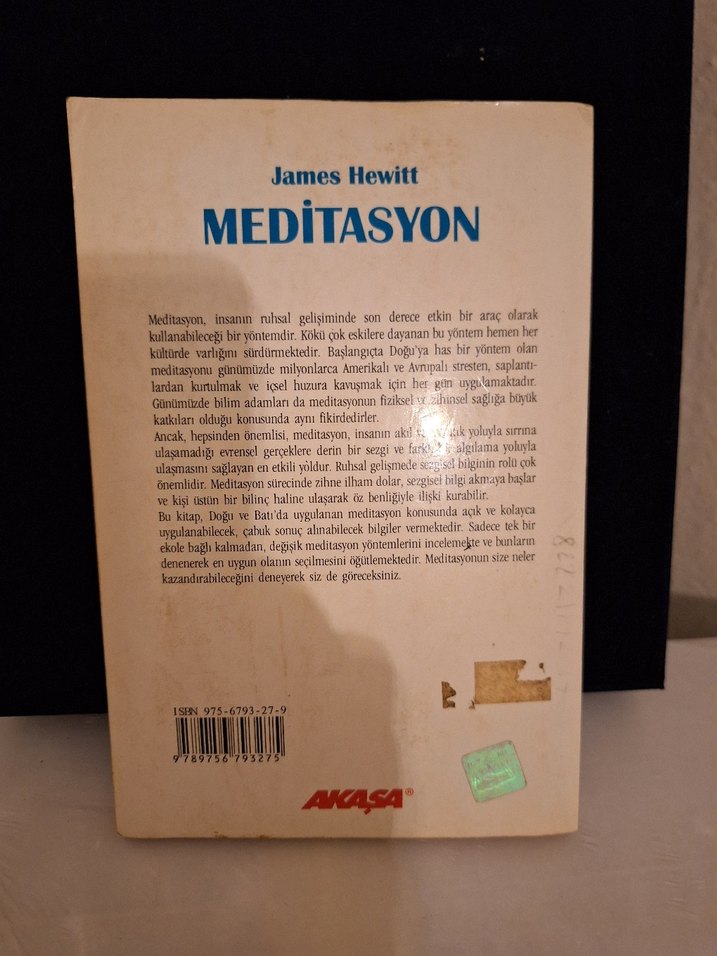 James Hewitt
MEDİTASYON
Meditasyon, insanın ruhsal gelişiminde son derece etkin bir araç olarak
kullanabileceği bir yöntemdir. Kökü çok eskilere dayanan bu yöntem hemen her
kültürde varlığını sürdürmektedir. Başlangıçta Doğu'ya has bir yöntem olan
meditasyonu günümüzde milyonlarca Amerikalı ve Avrupalı stresten, saplantı-
lardan kurtulmak ve içsel huzura kavuşmak için her gün uygulamaktadır.
Günümüzde bilim adamları da meditasyonun fiziksel ve zihinsel sağlığa büyük
katkıları olduğu konusunda aynı fikirdedirler.
Ancak, hepsinden önemlisi, meditasyon, insanın akıl yoluyla sırrına
ulaşamadığı evrensel gerçeklere derin bir sezgi ve algılama yoluyla
ulaşmasını sağlayan en etkili yoldur. Ruhsal gelişmede sezgisel bilginin rolü çok
önemlidir. Meditasyon sürecinde zihne ilham dolar, sezgisel bilgi akmaya başlar
ve kişi üstün bir bilinç haline ulaşarak öz benliğiyle ilişki kurabilir.
Bu kitap, Doğu ve Batı'da uygulanan meditasyon konusunda açık ve kolayca
uygulanabilecek, çabuk sonuç alınabilecek bilgiler vermektedir. Sadece tek bir
ekole bağlı kalmadan, değişik meditasyon yöntemlerini incelemekte ve bunların
denenerek en uygun olanın seçilmesini öğütlemektedir. Meditasyonun size neler
kazandırabileceğini deneyerek siz de göreceksiniz.
ISBN 975-6793-27-9
9 789756 793275
AKAŞA®